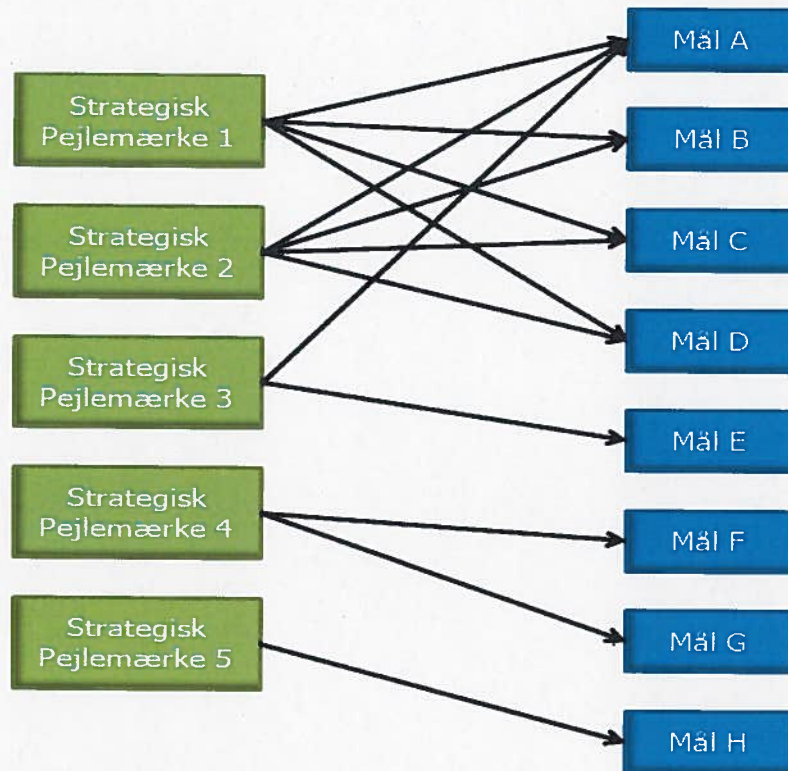 Strategisk
Pejlemærke 1
Strategisk
Pejlemærke 2
Strategisk
Pejlemærke 3
Strategisk
Pejlemærke 4
Strategisk
Pejlemærke 5
Mål A
Mål B
Mål C
Mål D
Mål E
Mål F
Mål G
Mål H